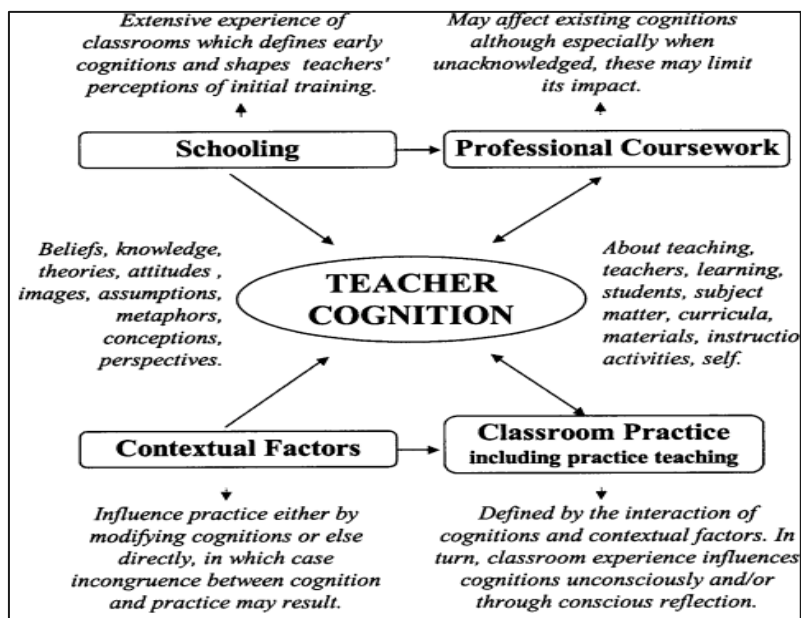 Extensive experience of
classrooms which defines early
cognitions and shapes teachers'
perceptions of initial training.
May affect existing cognitions
although especially when
unacknowledged, these may limit
its impact.
Schooling
Professional Coursework
Beliefs, knowledge,
theories, attitudes ,
images, assumptions,
metaphors,
conceptions,
perspectives.
TEACHER
COGNITION
About teaching,
teachers, learning,
students, subject
matter, curricula,
materials, instructio
activities, self.
Contextual Factors
Classroom Practice
including practice teaching
Influence practice either by
modifying cognitions or else
directly, in which case
incongruence between cognition
and practice may result.
Defined by the interaction of
cognitions and contextual factors. In
turn, classroom experience influences
cognitions unconsciously and/or
through conscious reflection.